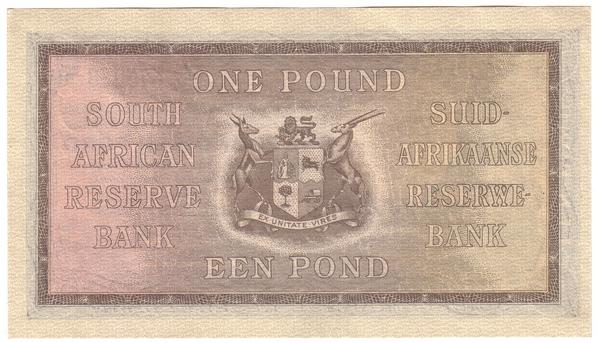 ONE POUND
SOUTH
AFRICAN
RESERVE
BANK
SUID-
AFRIKAANSE
RESERWE-
BANK
EX UNITATE VIRES
EEN POND